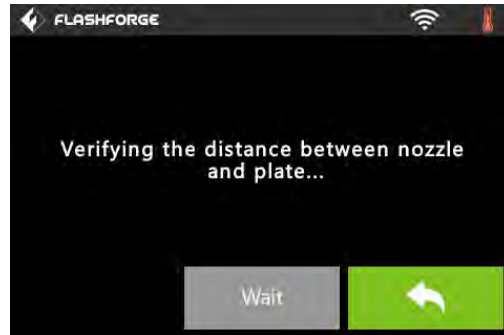 FLASHFORGE
Verifying the distance between nozzle
and plate...
Wait